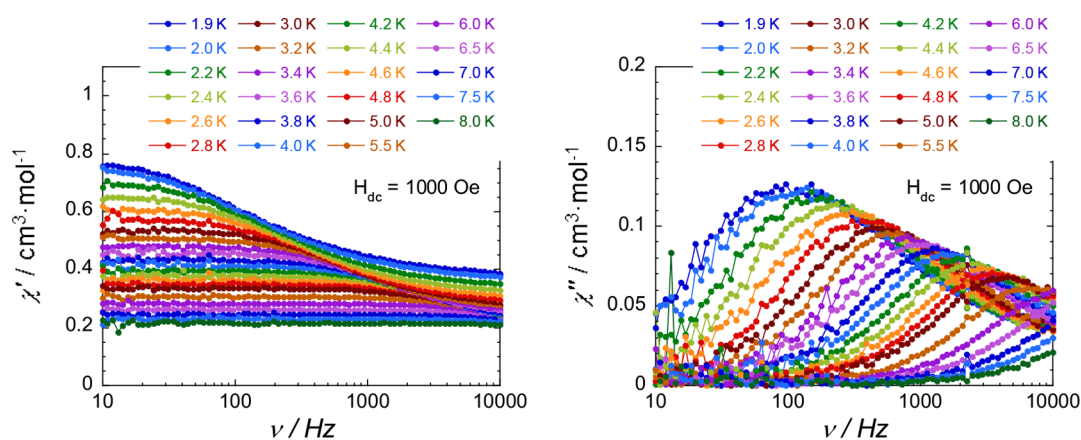 1.9 K 3.0 K 4.2 K 6.0 K
2.0 K 3.2 K 4.4 K 6.5 K
2.2 K 3.4 K 4.6 K 7.0 K
2.4 K 3.6 K 4.8 K 7.5 K
2.6 K 3.8 K 5.0 K 8.0 K
2.8 K 4.0 K 5.5 K
1
0.8
0.6
0.4
0.2
0
χ′ / cm³·mol⁻¹
H_dc = 1000 Oe
10 100 1000 10000
ν / Hz
1.9 K 3.0 K 4.2 K 6.0 K
2.0 K 3.2 K 4.4 K 6.5 K
2.2 K 3.4 K 4.6 K 7.0 K
2.4 K 3.6 K 4.8 K 7.5 K
2.6 K 3.8 K 5.0 K 8.0 K
2.8 K 4.0 K 5.5 K
0.2
0.15
0.1
0.05
0
χ″ / cm³·mol⁻¹
H_dc = 1000 Oe
10 100 1000 10000
ν / Hz